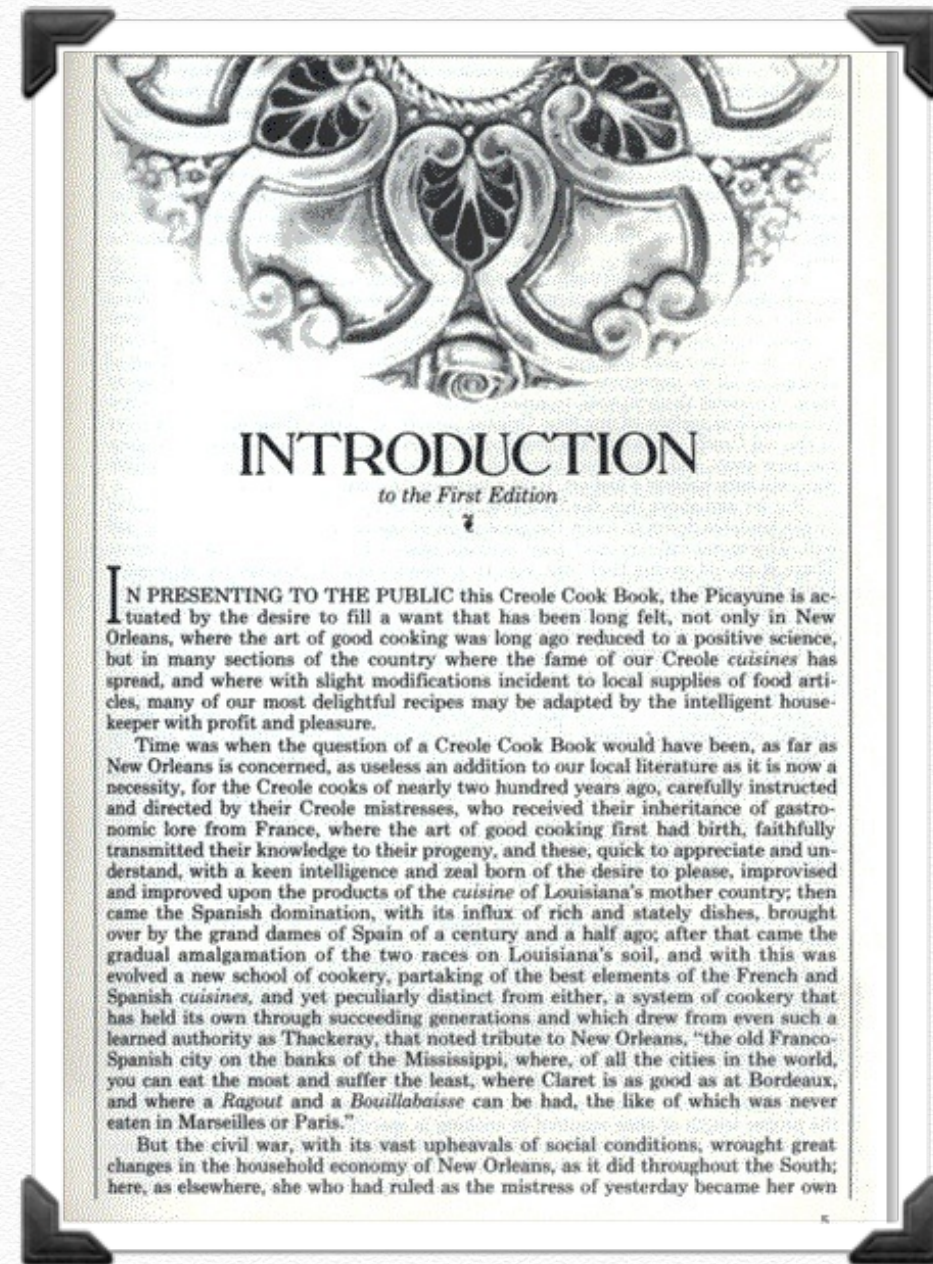 INTRODUCTION
to the First Edition
IN PRESENTING TO THE PUBLIC this Creole Cook Book, the Picayune is ac-
tuated by the desire to fill a want that has been long felt, not only in New
Orleans, where the art of good cooking was long ago reduced to a positive science,
but in many sections of the country where the fame of our Creole cuisines has
spread, and where with slight modifications incident to local supplies of food arti-
cles, many of our most delightful recipes may be adapted by the intelligent house-
keeper with profit and pleasure.
Time was when the question of a Creole Cook Book would have been, as far as
New Orleans is concerned, as useless an addition to our local literature as it is now a
necessity, for the Creole cooks of nearly two hundred years ago, carefully instructed
and directed by their Creole mistresses, who received their inheritance of gastro-
nomic lore from France, where the art of good cooking first had birth, faithfully
transmitted their knowledge to their progeny, and these, quick to appreciate and un-
derstand, with a keen intelligence and zeal born of the desire to please, improvised
and improved upon the products of the cuisine of Louisiana's mother country; then
came the Spanish domination, with its influx of rich and stately dishes, brought
over by the grand dames of Spain of a century and a half ago; after that came the
gradual amalgamation of the two races on Louisiana's soil, and with this was
evolved a new school of cookery, partaking of the best elements of the French and
Spanish cuisines, and yet peculiarly distinct from either, a system of cookery that
has held its own through succeeding generations and which drew from even such a
learned authority as Thackeray, that noted tribute to New Orleans, "the old Franco-
Spanish city on the banks of the Mississippi, where, of all the cities in the world,
you can eat the most and suffer the least, where Claret is as good as at Bordeaux,
and where a Ragout and a Bouillabaisse can be had, the like of which was never
eaten in Marseilles or Paris."
But the civil war, with its vast upheavals of social conditions, wrought great
changes in the household economy of New Orleans, as it did throughout the South;
here, as elsewhere, she who had ruled as the mistress of yesterday became her own